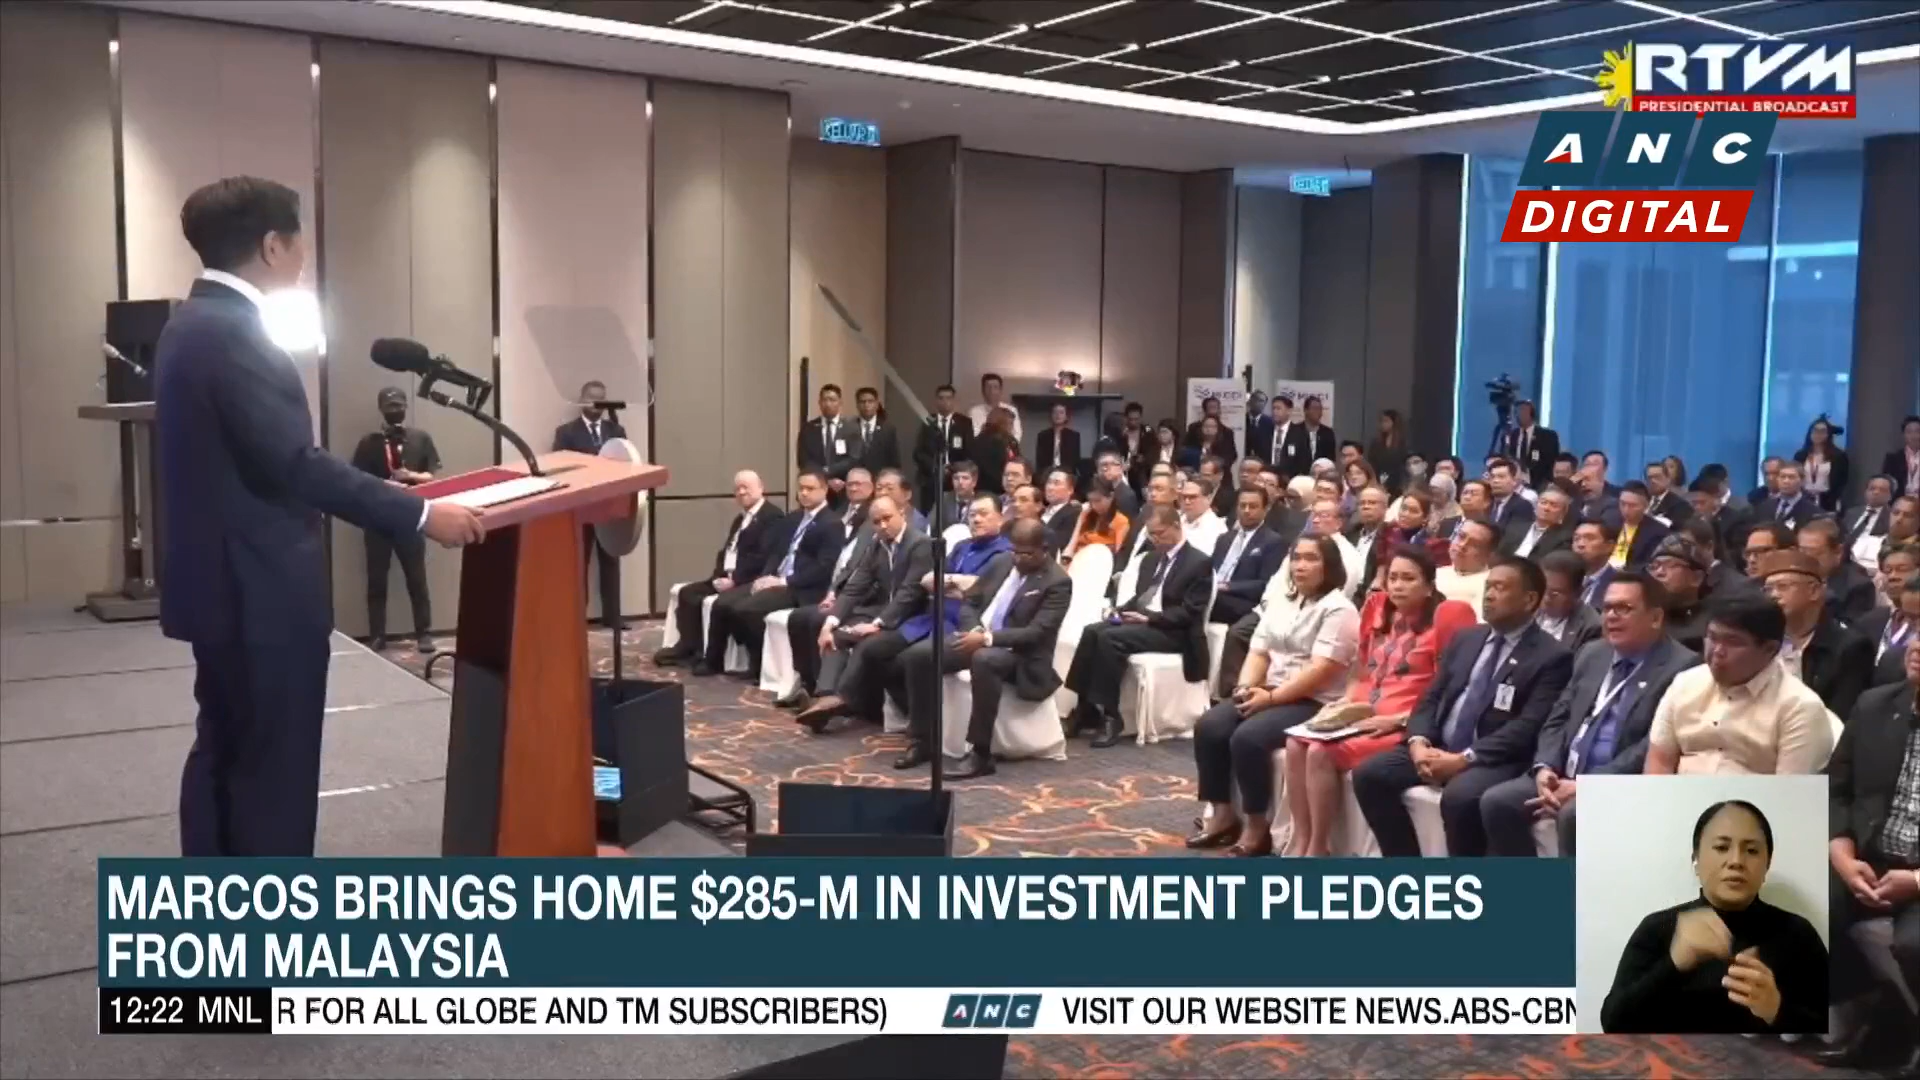 RTVM
PRESIDENTIAL BROADCAST
ANC
DIGITAL
KELUAR
MARCOS BRINGS HOME $285-M IN INVESTMENT PLEDGES
FROM MALAYSIA
12:22 MNL
R FOR ALL GLOBE AND TM SUBSCRIBERS)
ANC
VISIT OUR WEBSITE NEWS.ABS-CBN